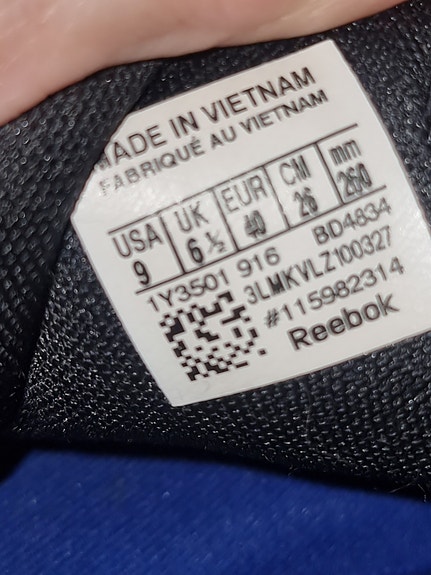 MADE IN VIETNAM
FABRIQUÉ AU VIETNAM
USA UK EUR CM mm
9 6 ½ 40 26 260
1Y3501 916 BD4834
3LMKVLZ100327
#115982314
Reebok